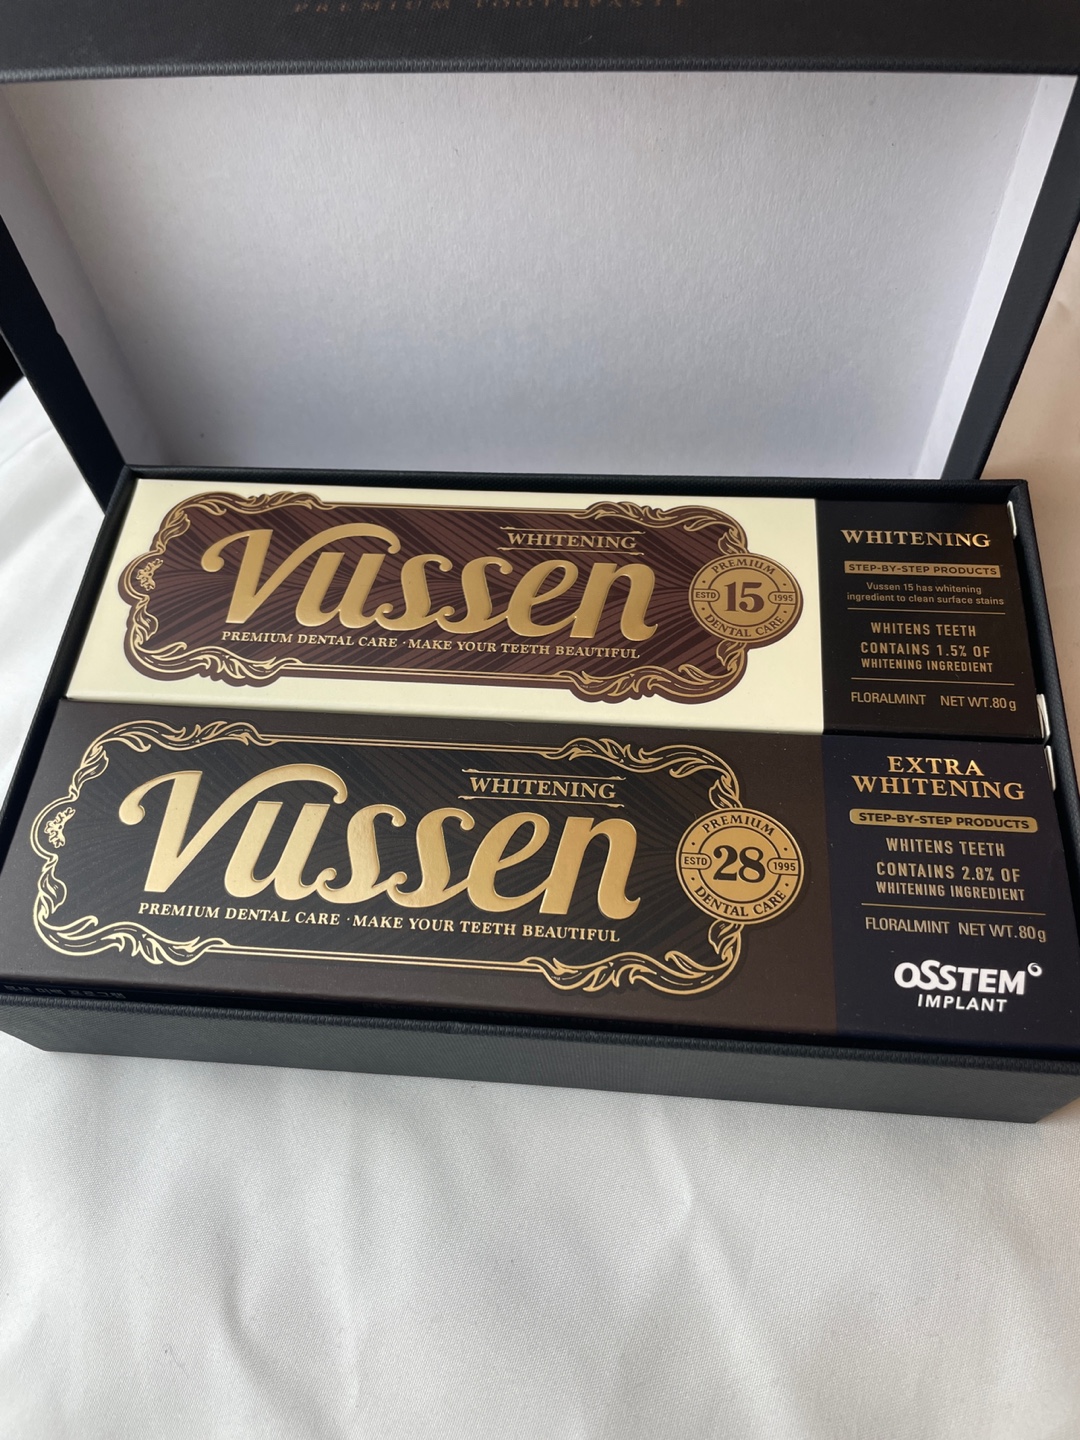 PREMIUM TOOTHPASTE
Vussen
WHITENING
PREMIUM DENTAL CARE · MAKE YOUR TEETH BEAUTIFUL
PREMIUM
ESTD 15 1995
DENTAL CARE
WHITENING
STEP-BY-STEP PRODUCTS
Vussen 15 has whitening
ingredient to clean surface stains
WHITENS TEETH
CONTAINS 1.5% OF
WHITENING INGREDIENT
FLORALMINT NET WT.80g
Vussen
WHITENING
PREMIUM DENTAL CARE · MAKE YOUR TEETH BEAUTIFUL
PREMIUM
ESTD 28 1995
DENTAL CARE
EXTRA
WHITENING
STEP-BY-STEP PRODUCTS
WHITENS TEETH
CONTAINS 2.8% OF
WHITENING INGREDIENT
FLORALMINT NET WT.80g
OSSTEM
IMPLANT